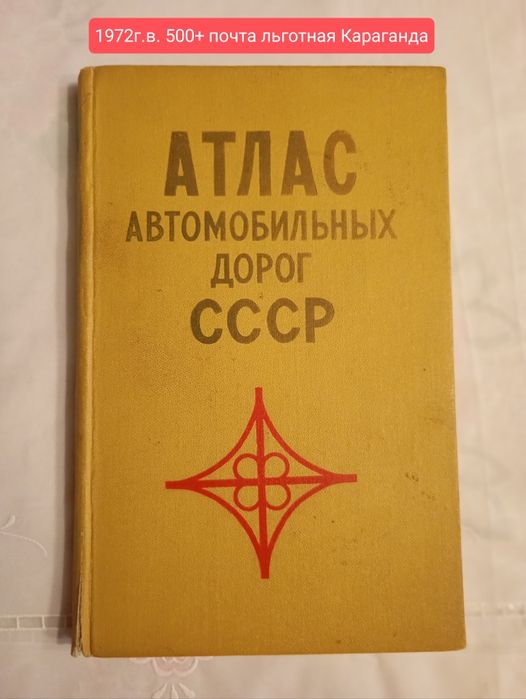 1972г.в. 500+ почта льготная Караганда
АТЛАС
АВТОМОБИЛЬНЫХ
ДОРОГ
СССР